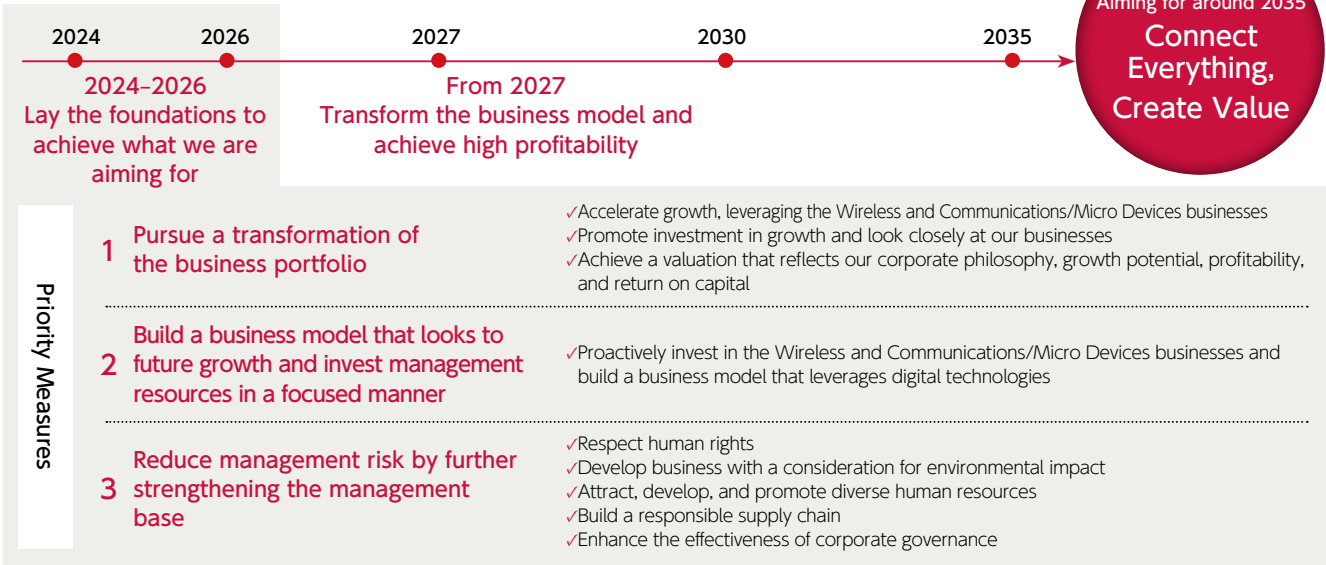 Aiming for around 2035
Connect
Everything,
Create Value
2024 2026 2027 2030 2035
2024–2026
Lay the foundations to
achieve what we are
aiming for
From 2027
Transform the business model and
achieve high profitability
Priority Measures
1 Pursue a transformation of
the business portfolio
✓Accelerate growth, leveraging the Wireless and Communications/Micro Devices businesses
✓Promote investment in growth and look closely at our businesses
✓Achieve a valuation that reflects our corporate philosophy, growth potential, profitability,
and return on capital
2 Build a business model that looks to
future growth and invest management
resources in a focused manner
✓Proactively invest in the Wireless and Communications/Micro Devices businesses and
build a business model that leverages digital technologies
3 Reduce management risk by further
strengthening the management
base
✓Respect human rights
✓Develop business with a consideration for environmental impact
✓Attract, develop, and promote diverse human resources
✓Build a responsible supply chain
✓Enhance the effectiveness of corporate governance